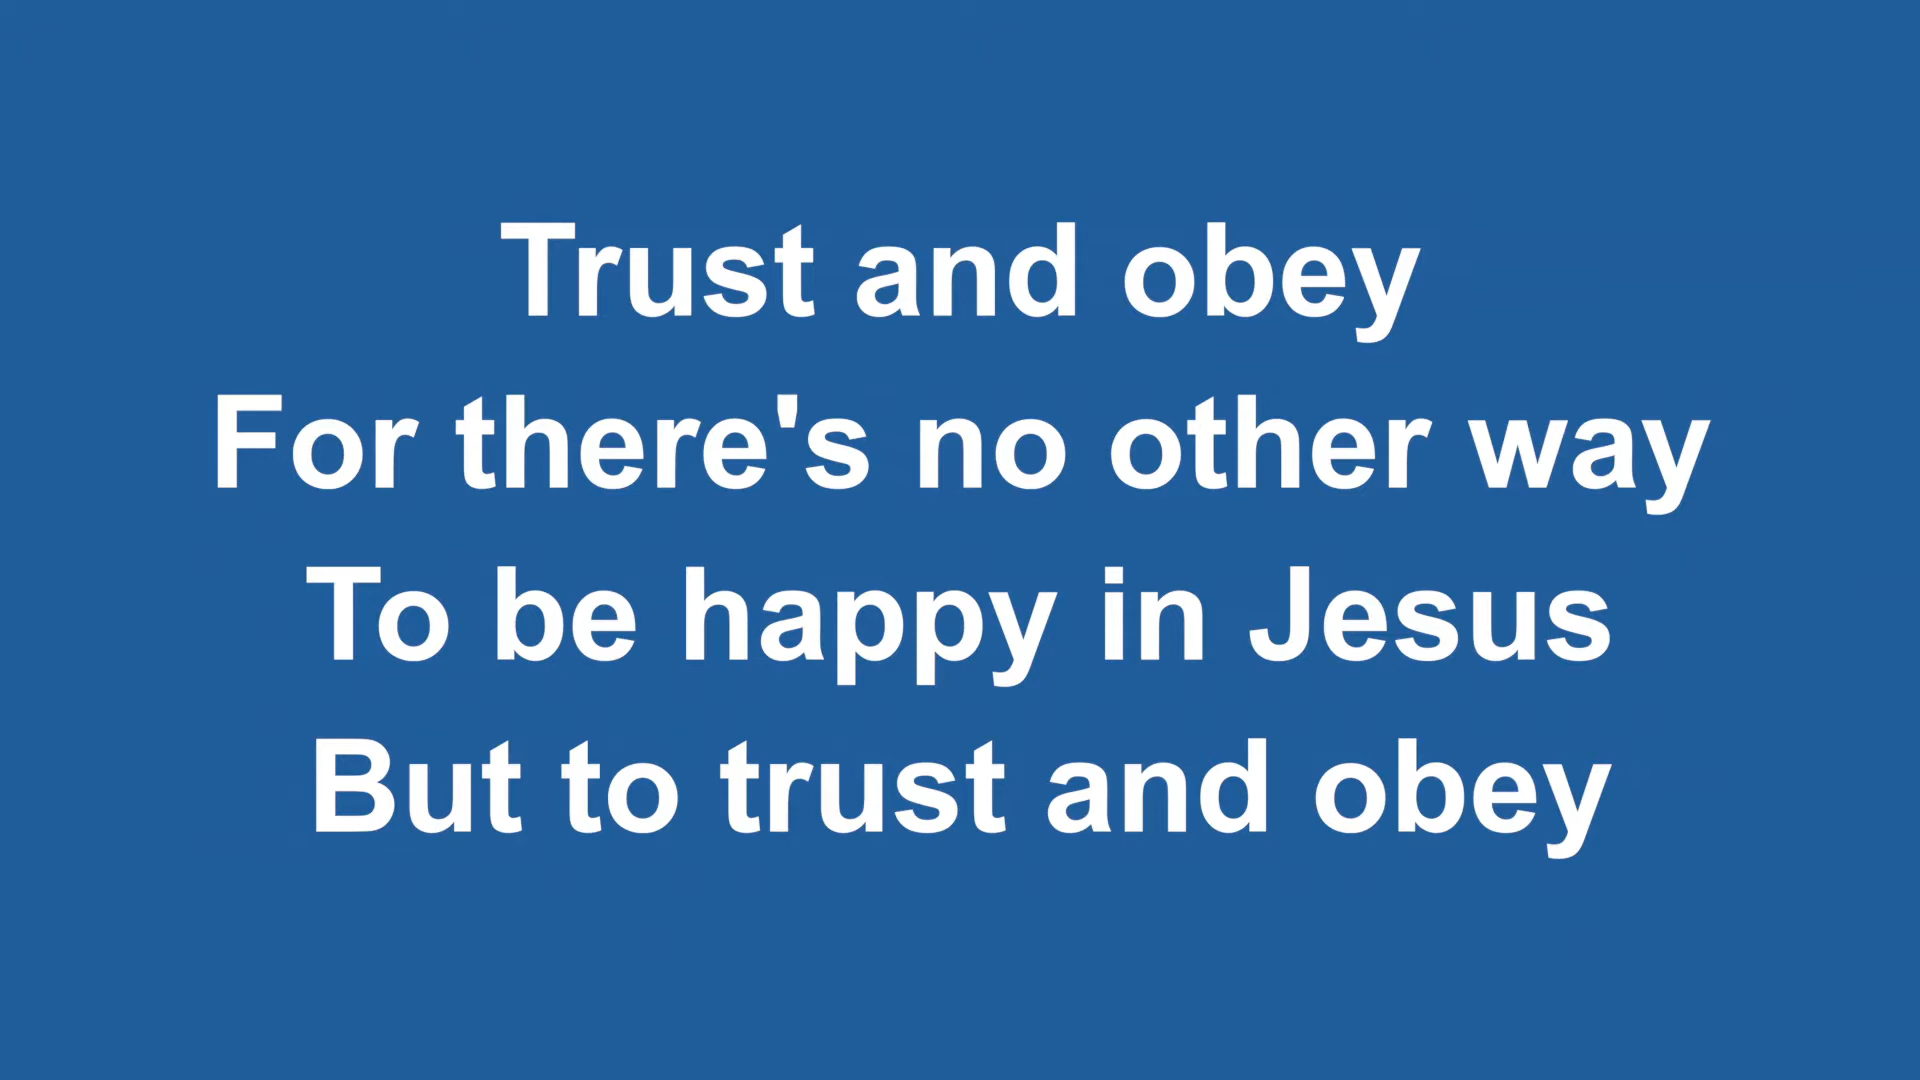 Trust and obey
For there's no other way
To be happy in Jesus
But to trust and obey